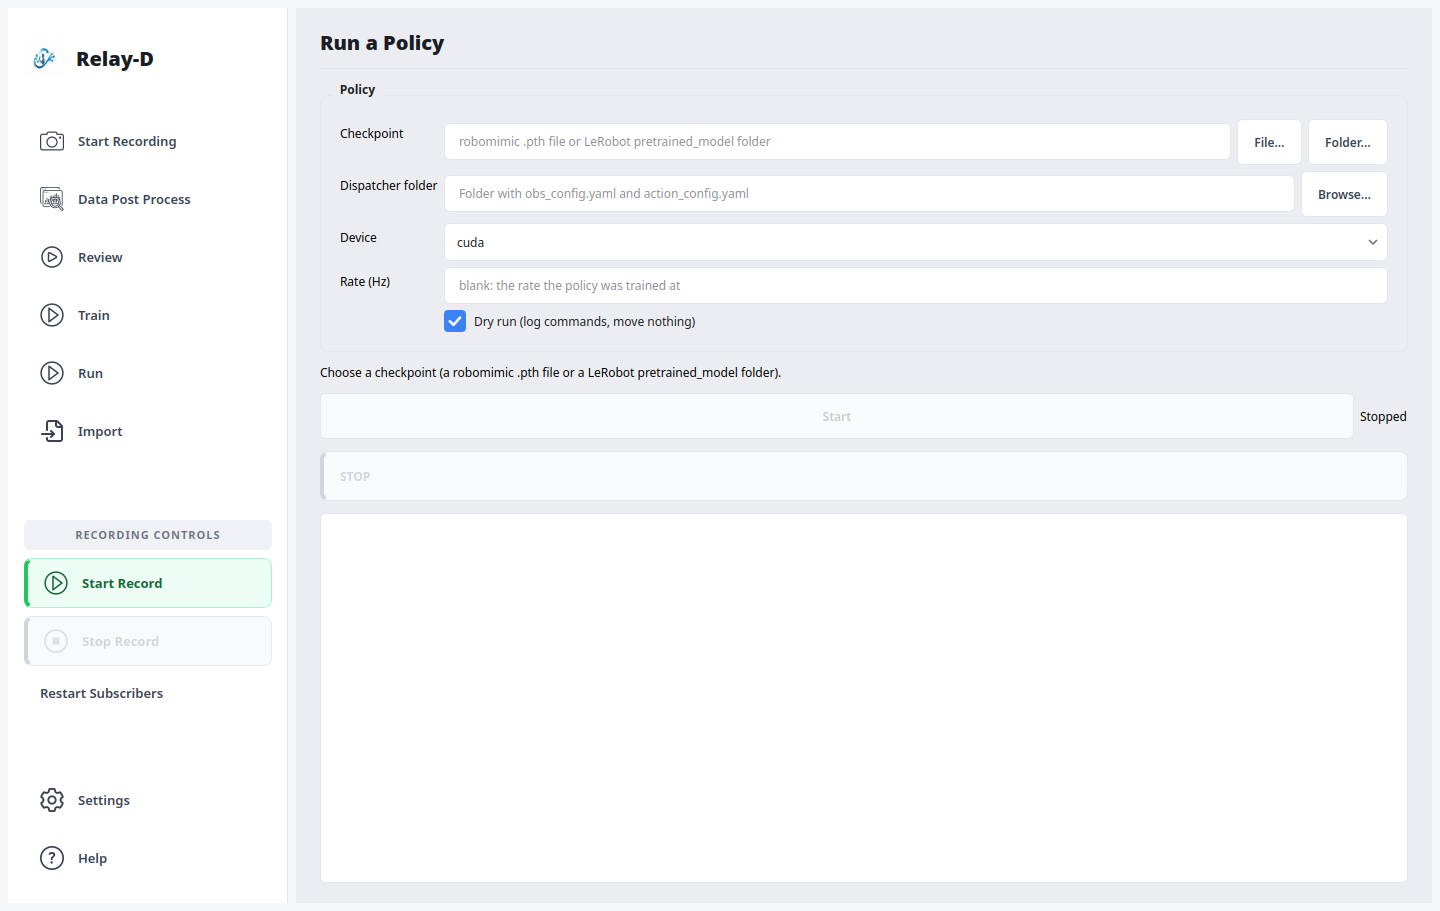 Relay-D
Start Recording
Data Post Process
Review
Train
Run
Import
RECORDING CONTROLS
Start Record
Stop Record
Restart Subscribers
Settings
Help
Run a Policy
Policy
Checkpoint
robomimic .pth file or LeRobot pretrained_model folder
File...
Folder...
Dispatcher folder
Folder with obs_config.yaml and action_config.yaml
Browse...
Device
cuda
Rate (Hz)
blank: the rate the policy was trained at
Dry run (log commands, move nothing)
Choose a checkpoint (a robomimic .pth file or a LeRobot pretrained_model folder).
Start
Stopped
STOP